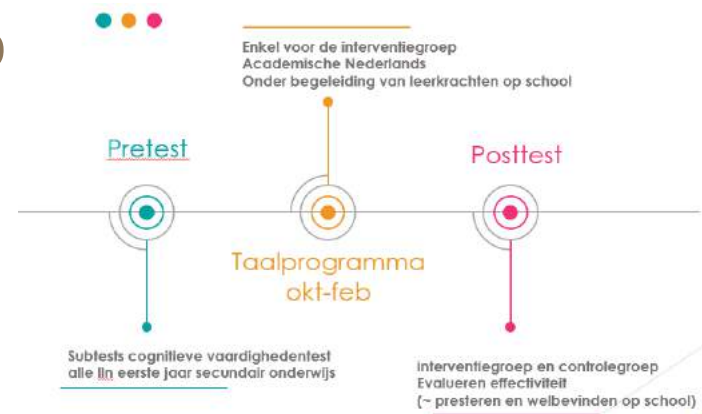 Enkel voor de interventiegroep
Academische Nederlands
Onder begeleiding van leerkrachten op school
Pretest
Posttest
Taalprogramma
okt-feb
Subtests cognitieve vaardighedentest
alle lln eerste jaar secundair onderwijs
Interventiegroep en controlegroep
Evalueren effectiviteit
(~ presteren en welbevinden op school)